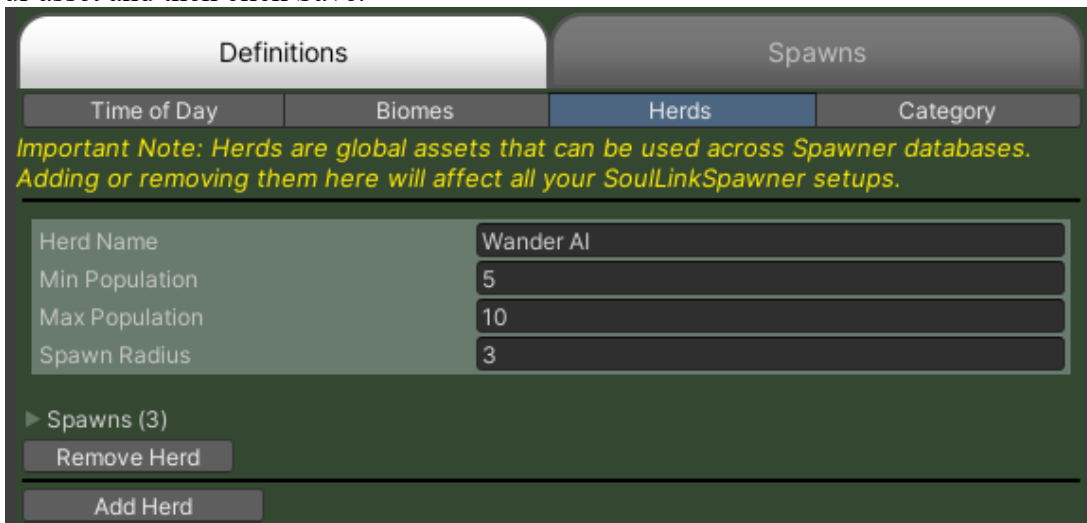 Definitions Spawns
Time of Day Biomes Herds Category
Important Note: Herds are global assets that can be used across Spawner databases.
Adding or removing them here will affect all your SoulLinkSpawner setups.
Herd Name Wander AI
Min Population 5
Max Population 10
Spawn Radius 3
Spawns (3)
Remove Herd
Add Herd